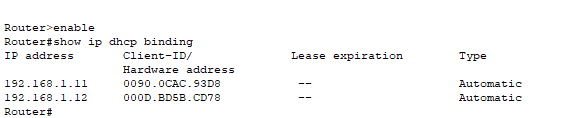 Router>enable
Router#show ip dhcp binding
IP address Client-ID/ Lease expiration Type
Hardware address
192.168.1.11 0090.0CAC.93D8 -- Automatic
192.168.1.12 000D.BD5B.CD78 -- Automatic
Router#